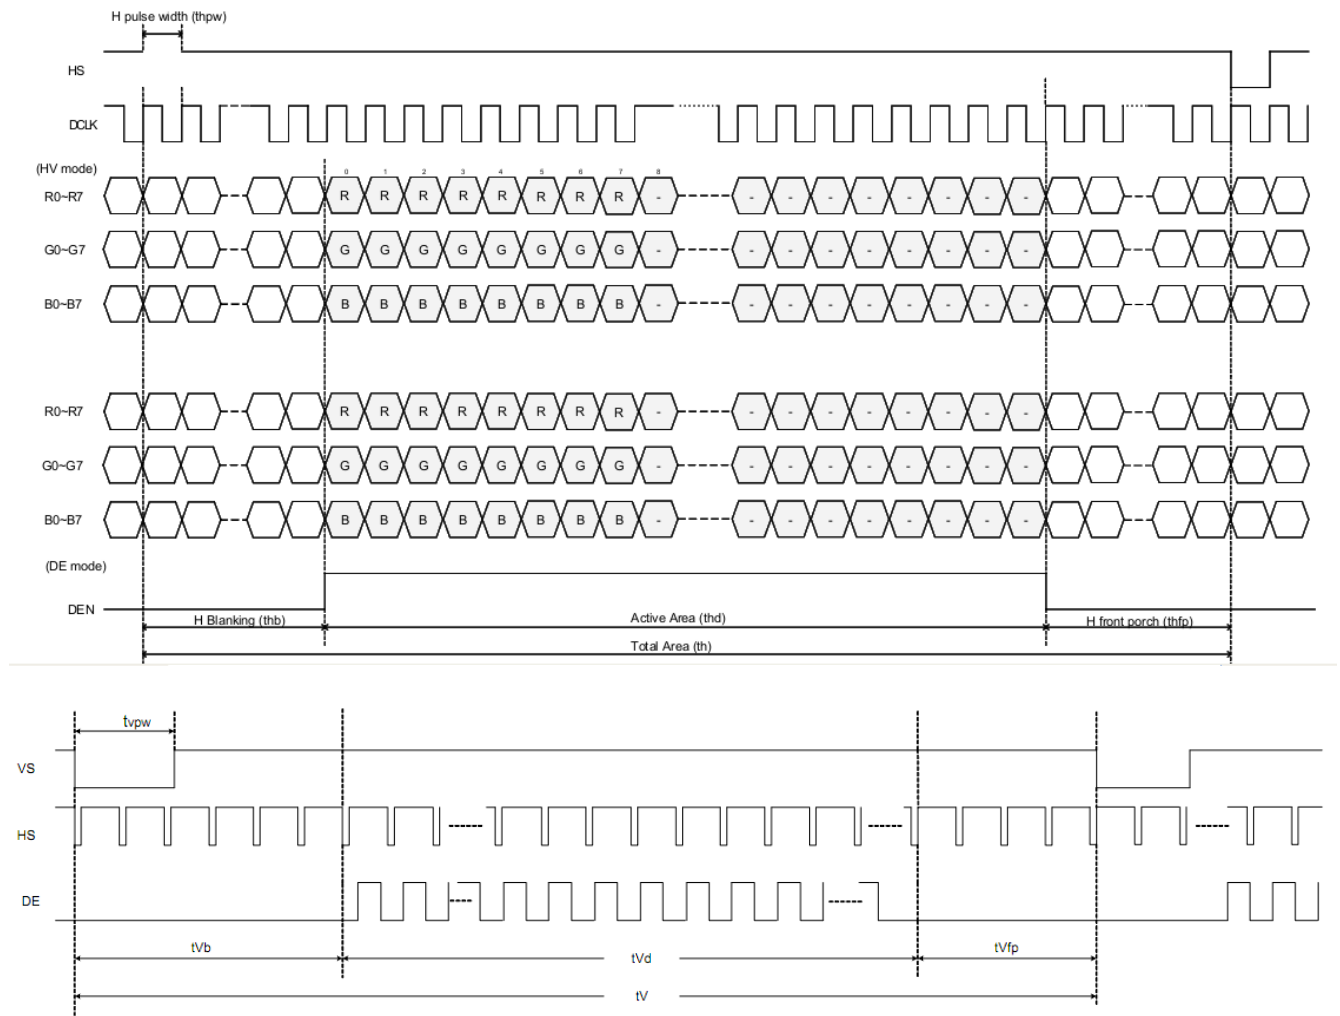 H pulse width (thpw)
HS
DCLK
(HV mode)
0 1 2 3 4 5 6 7 8
R0~R7 R R R R R R R R - - - - - - - - -
G0~G7 G G G G G G G G - - - - - - - - -
B0~B7 B B B B B B B B - - - - - - - - -
R0~R7 R R R R R R R R - - - - - - - - -
G0~G7 G G G G G G G G - - - - - - - - -
B0~B7 B B B B B B B B - - - - - - - - -
(DE mode)
DEN
H Blanking (thb) Active Area (thd) H front porch (thfp)
Total Area (th)
tvpw
VS
HS
DE
tVb tVd tVfp
tV